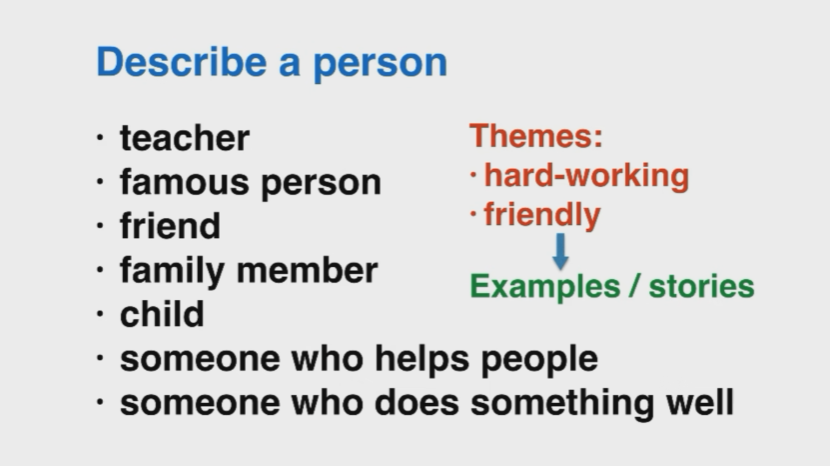 Describe a person
· teacher
· famous person
· friend
· family member
· child
· someone who helps people
· someone who does something well
Themes:
· hard-working
· friendly
Examples / stories